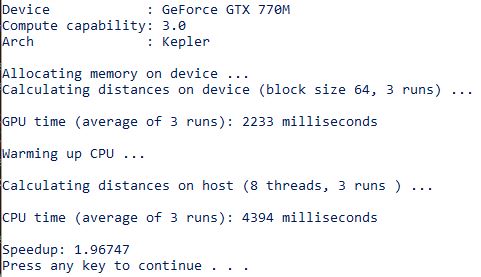 Device             : GeForce GTX 770M
Compute capability: 3.0
Arch               : Kepler
Allocating memory on device ...
Calculating distances on device (block size 64, 3 runs) ...
GPU time (average of 3 runs): 2233 milliseconds
Warming up CPU ...
Calculating distances on host (8 threads, 3 runs ) ...
CPU time (average of 3 runs): 4394 milliseconds
Speedup: 1.96747
Press any key to continue . . .